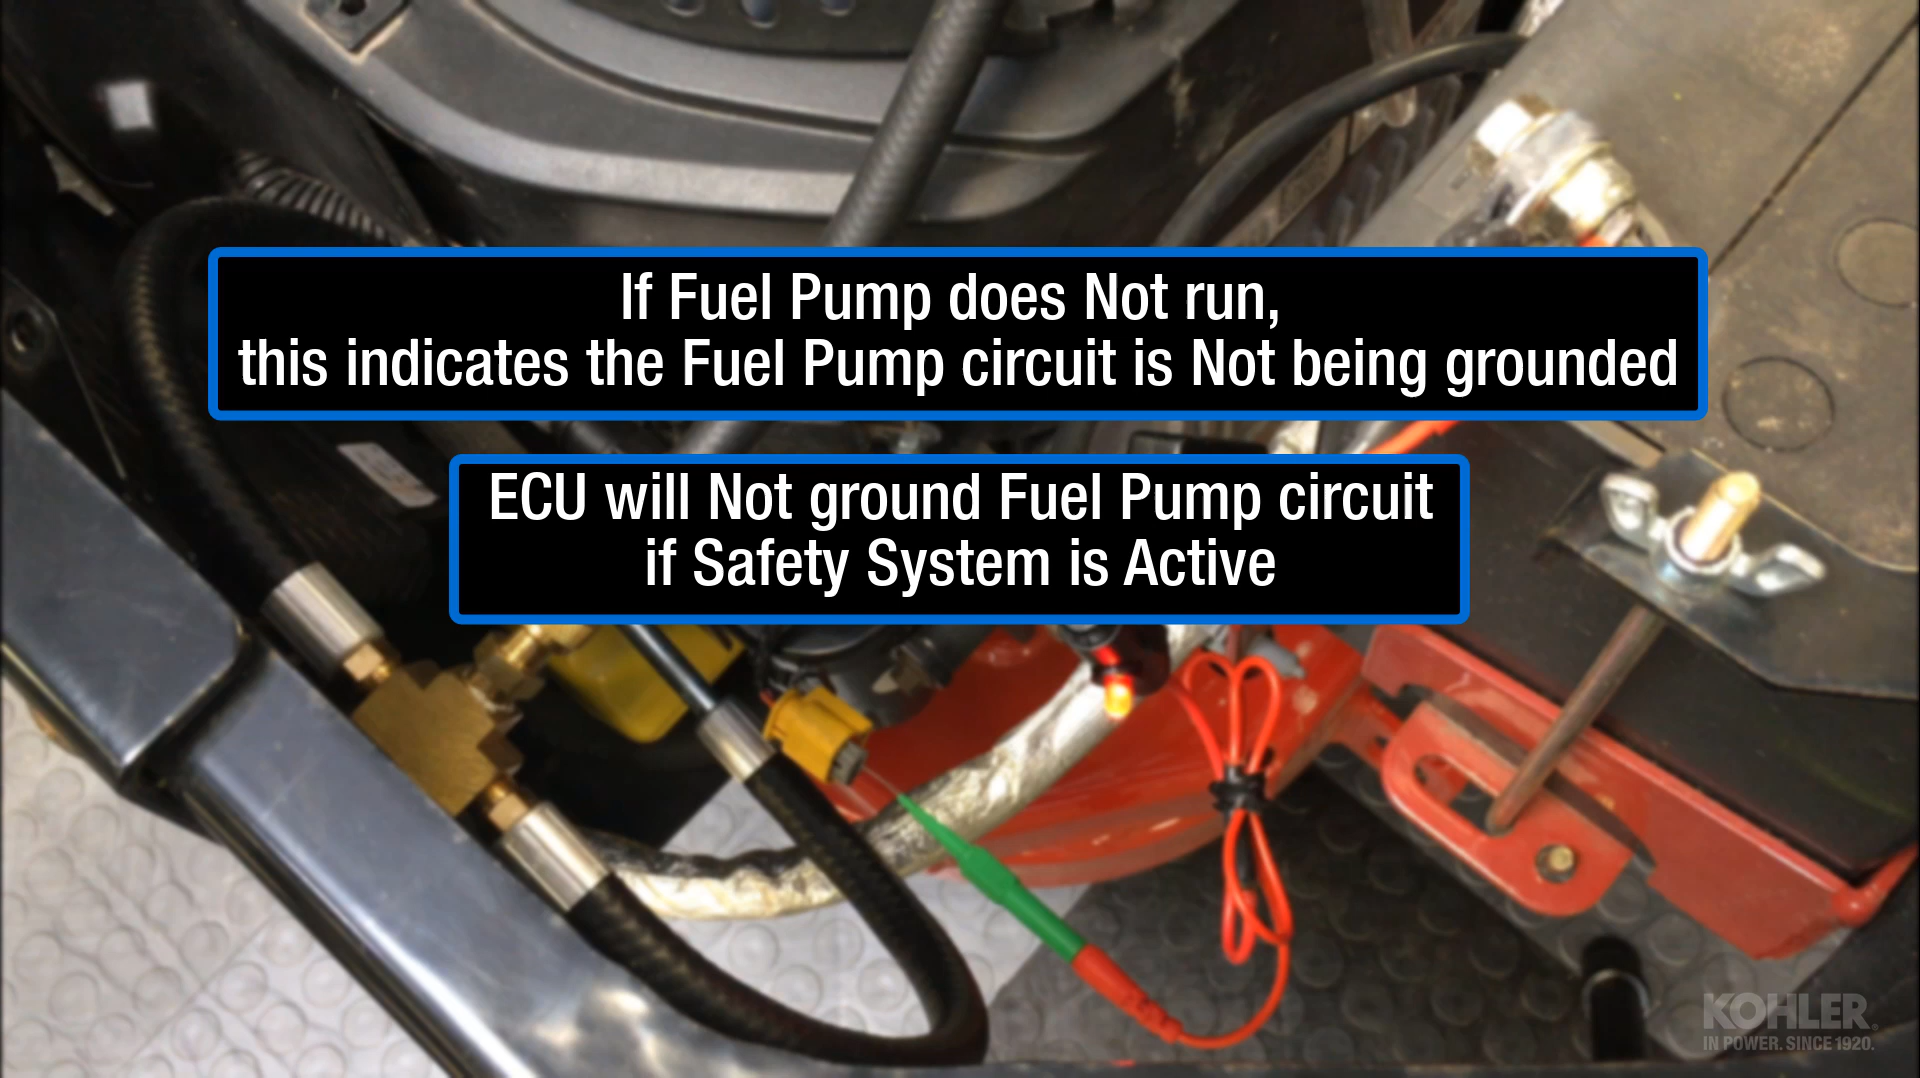 If Fuel Pump does Not run,
this indicates the Fuel Pump circuit is Not being grounded
ECU will Not ground Fuel Pump circuit
if Safety System is Active
KOHLER®
IN POWER. SINCE 1920.